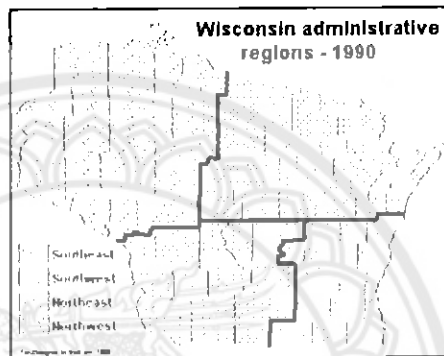 Wisconsin administrative
regions - 1990
Southeast
Southwest
Northeast
Northwest